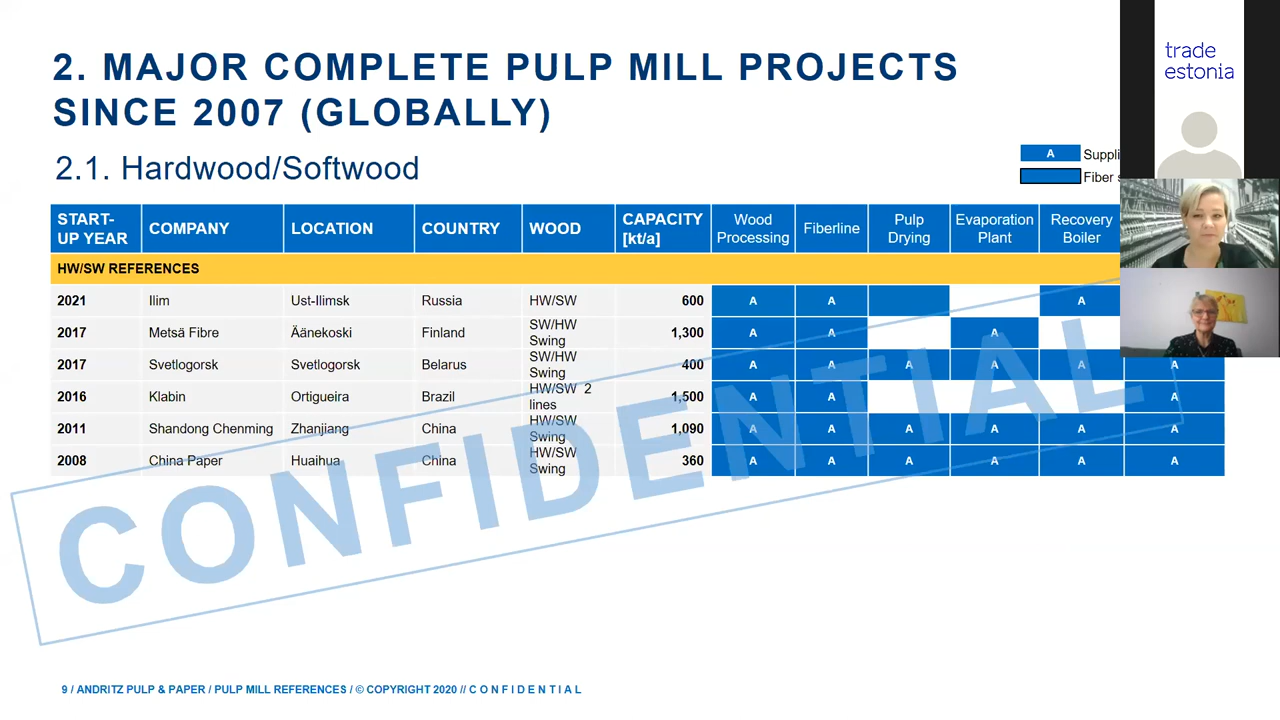 2. MAJOR COMPLETE PULP MILL PROJECTS
SINCE 2007 (GLOBALLY)
trade
estonia
2.1. Hardwood/Softwood
A
Fiber
START-UP YEAR COMPANY LOCATION COUNTRY WOOD CAPACITY [kt/a] Wood Processing Fiberline Pulp Drying Evaporation Plant Recovery Boiler
HW/SW REFERENCES
2021 Ilim Ust-Ilimsk Russia HW/SW 600 A A A
2017 Metsä Fibre Äänekoski Finland SW/HW Swing 1,300 A A A
2017 Svetlogorsk Svetlogorsk Belarus SW/HW Swing 400 A A A A A A
2016 Klabin Ortigueira Brazil HW/SW 2 lines 1,500 A A A
2011 Shandong Chenming Zhanjiang China HW/SW Swing 1,090 A A A A A A
2008 China Paper Huaihua China HW/SW Swing 360 A A A A A A
CONFIDENTIAL
9 / ANDRITZ PULP & PAPER / PULP MILL REFERENCES / © COPYRIGHT 2020 // C O N F I D E N T I A L